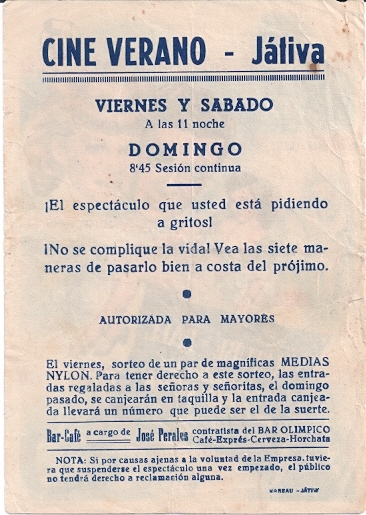 CINE VERANO - Játiva
VIERNES Y SABADO
A las 11 noche
DOMINGO
8'45 Sesión continua
¡El espectáculo que usted está pidiendo
a gritos!
¡No se complique la vida! Vea las siete ma-
neras de pasarlo bien a costa del prójimo.
AUTORIZADA PARA MAYORES
El viernes, sorteo de un par de magníficas MEDIAS
NYLON. Para tener derecho a este sorteo, las entra-
das regaladas a las señoras y señoritas, el domingo
pasado, se canjearán en taquilla y la entrada canjea-
da llevará un número que puede ser el de la suerte.
Bar-Café a cargo de José Perales contratista del BAR OLIMPICO
Café-Exprés-Cerveza-Horchata
NOTA: Si por causas ajenas a la voluntad de la Empresa, tuvie-
ra que suspenderse el espectáculo una vez empezado, el público
no tendrá derecho a reclamación alguna.
MAREAU - JÁTIVA